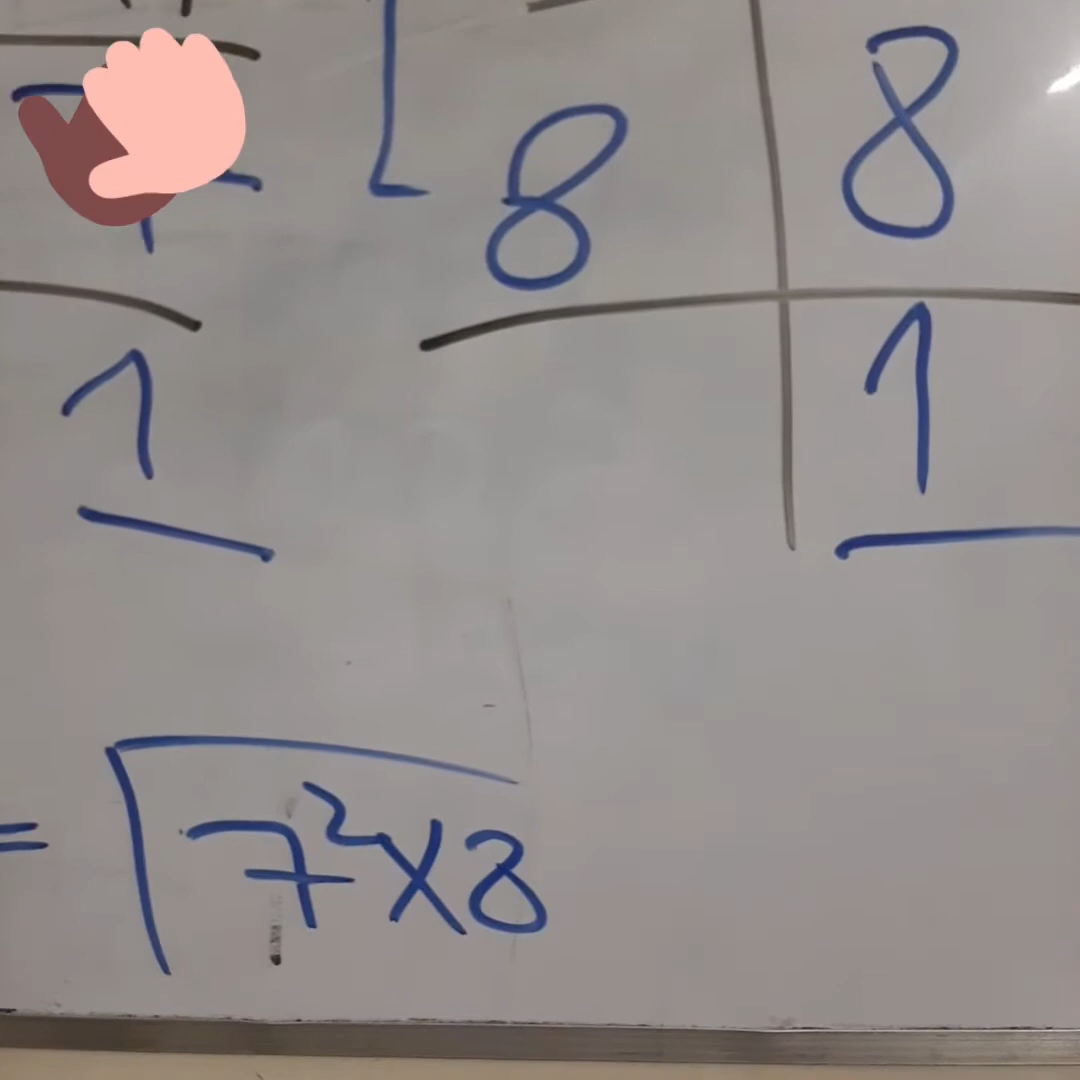 8 8
1 1
= √7²x8